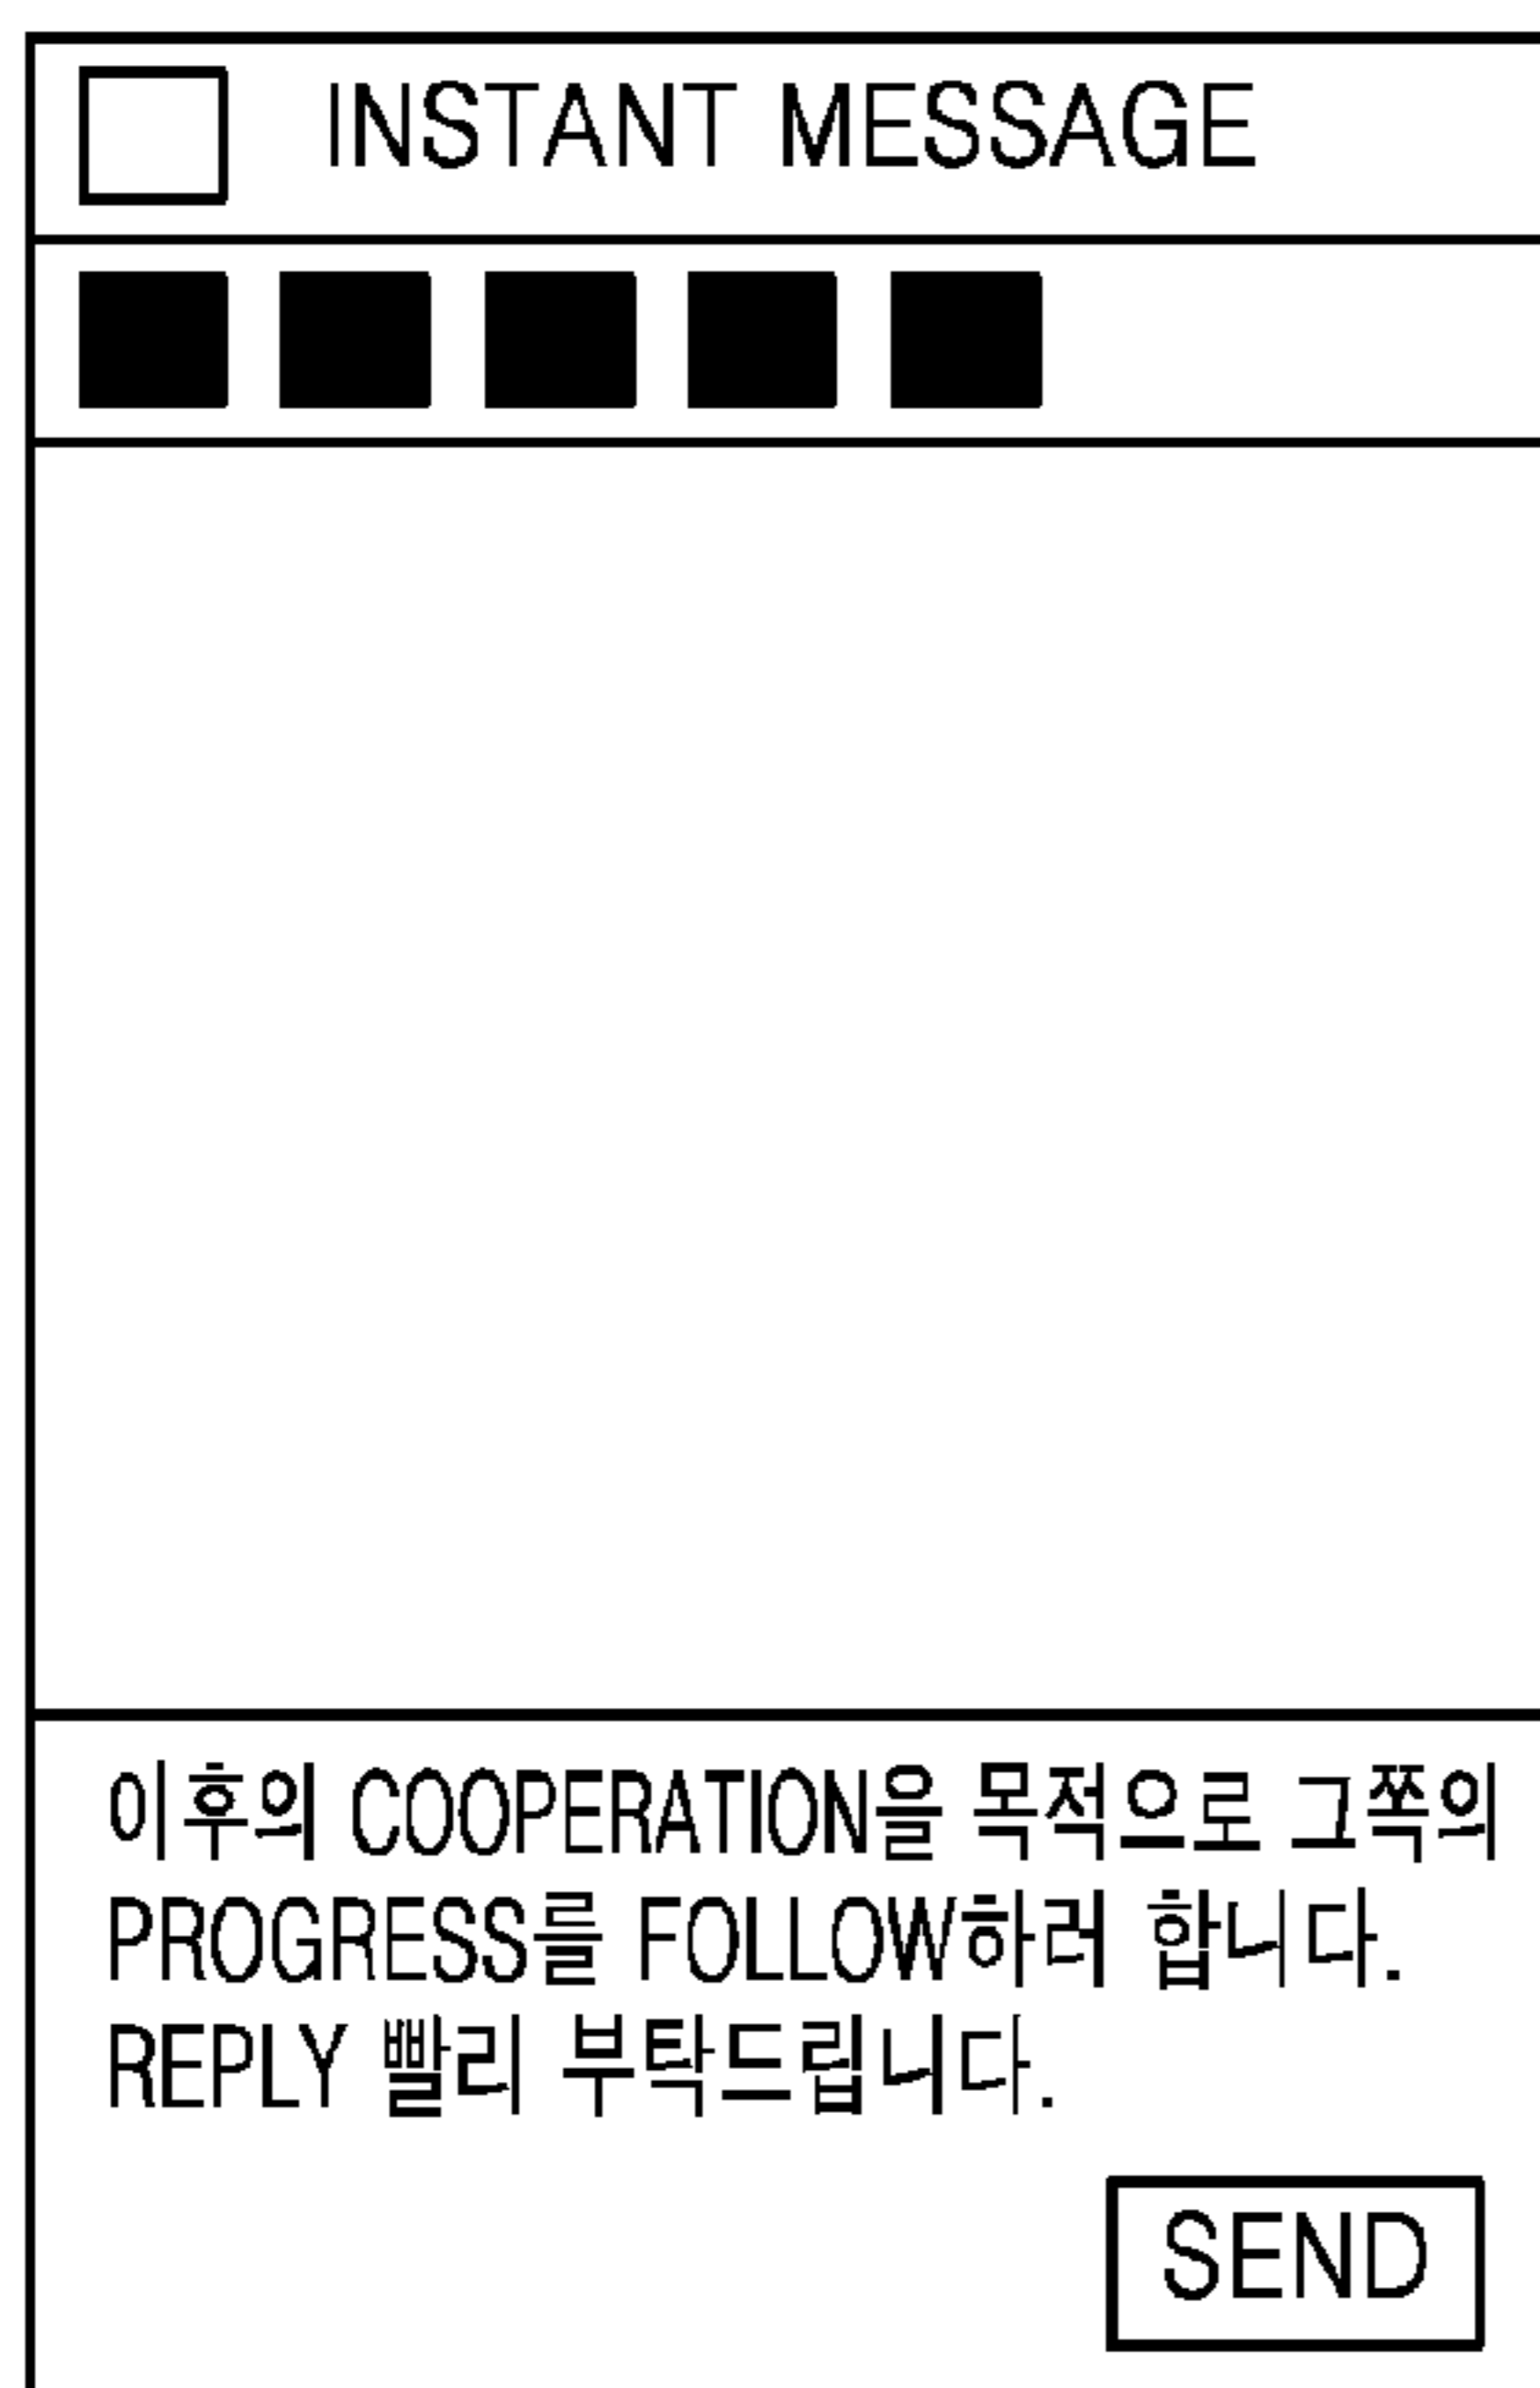 INSTANT MESSAGE
이후의 COOPERATION을 목적으로 그쪽의
PROGRESS를 FOLLOW하려 합니다.
REPLY 빨리 부탁드립니다.
SEND